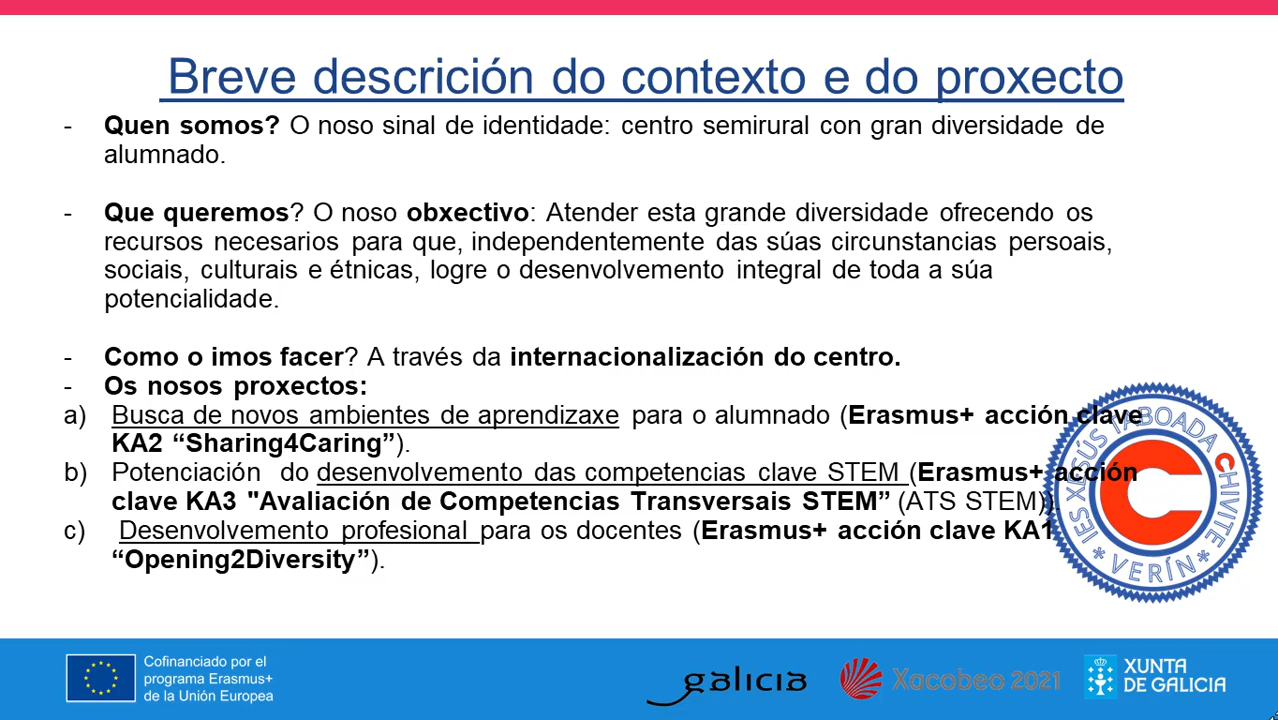 Breve descrición do contexto e do proxecto
- Quen somos? O noso sinal de identidade: centro semirural con gran diversidade de
alumnado.
- Que queremos? O noso obxectivo: Atender esta grande diversidade ofrecendo os
recursos necesarios para que, independentemente das súas circunstancias persoais,
sociais, culturais e étnicas, logre o desenvolvemento integral de toda a súa
potencialidade.
- Como o imos facer? A través da internacionalización do centro.
- Os nosos proxectos:
a) Busca de novos ambientes de aprendizaxe para o alumnado (Erasmus+ acción clave
KA2 “Sharing4Caring”).
b) Potenciación do desenvolvemento das competencias clave STEM (Erasmus+ acción
clave KA3 "Avaliación de Competencias Transversais STEM” (ATS STEM)).
c) Desenvolvemento profesional para os docentes (Erasmus+ acción clave KA1
“Opening2Diversity”).
IES XESÚS TABOADA CHIVITE
* VERÍN *
Cofinanciado por el
programa Erasmus+
de la Unión Europea
galicia
Xacobeo 2021
XUNTA
DE GALICIA